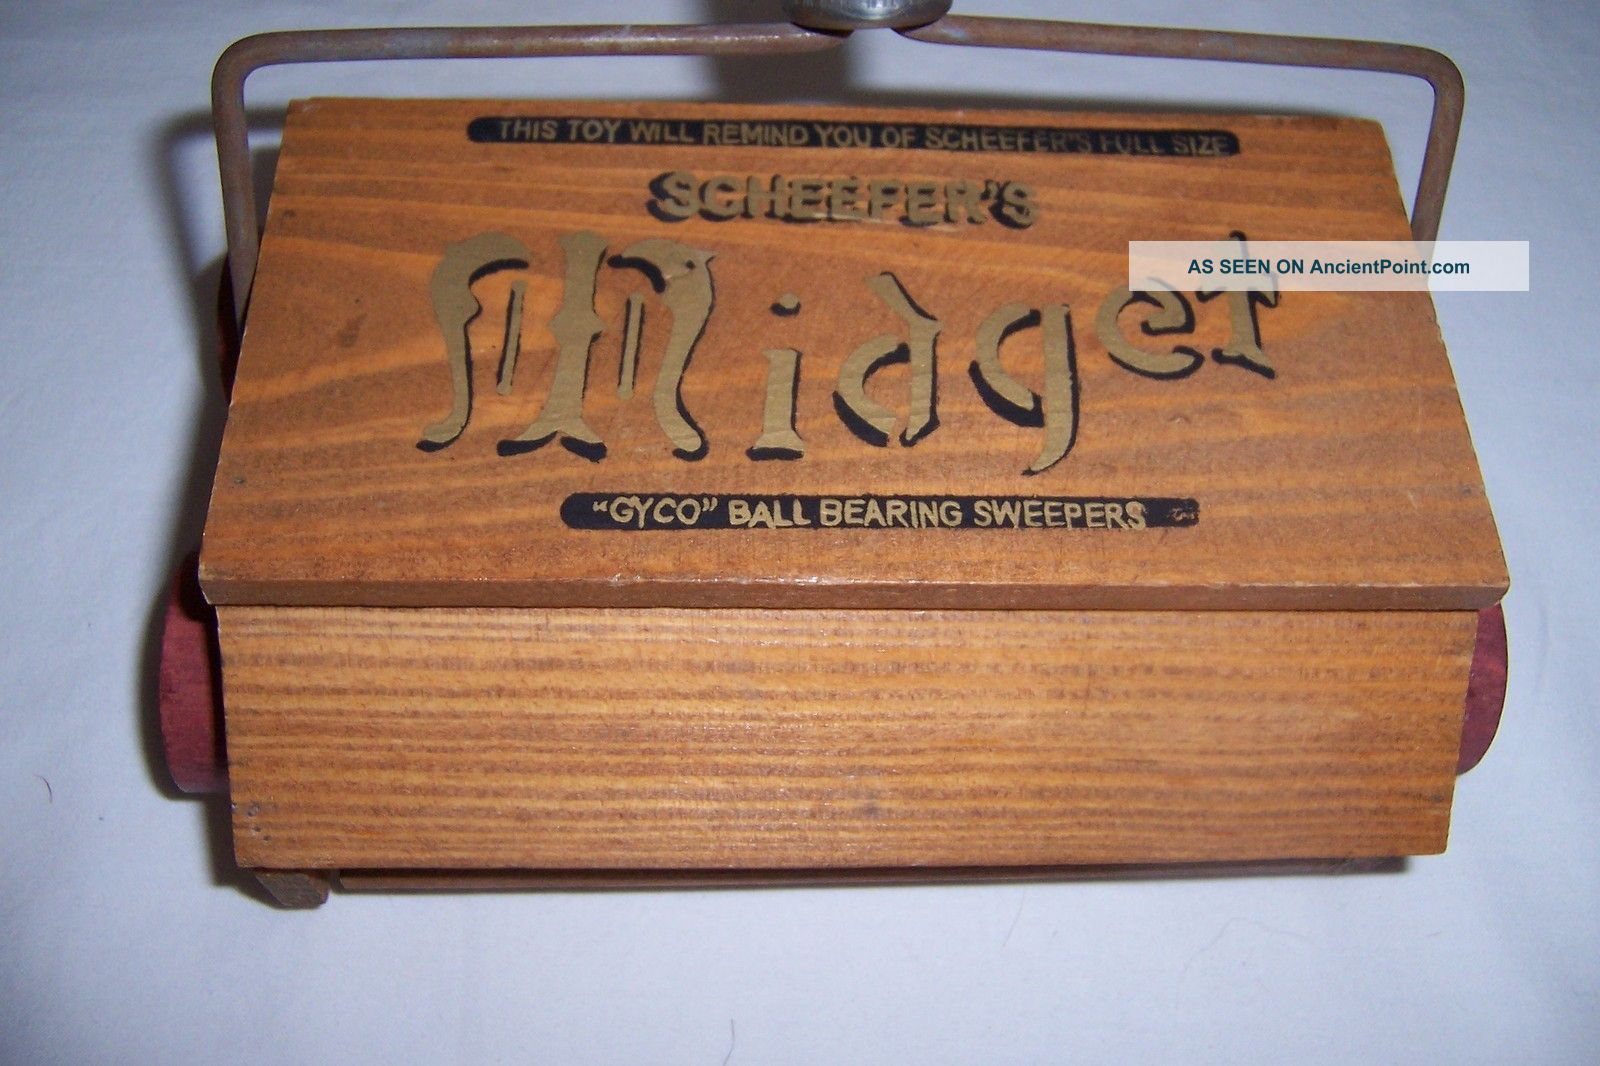 THIS TOY WILL REMIND YOU OF SCHEEFER'S FULL SIZE
SCHEEFER'S
Midget
AS SEEN ON AncientPoint.com
"GYCO" BALL BEARING SWEEPERS